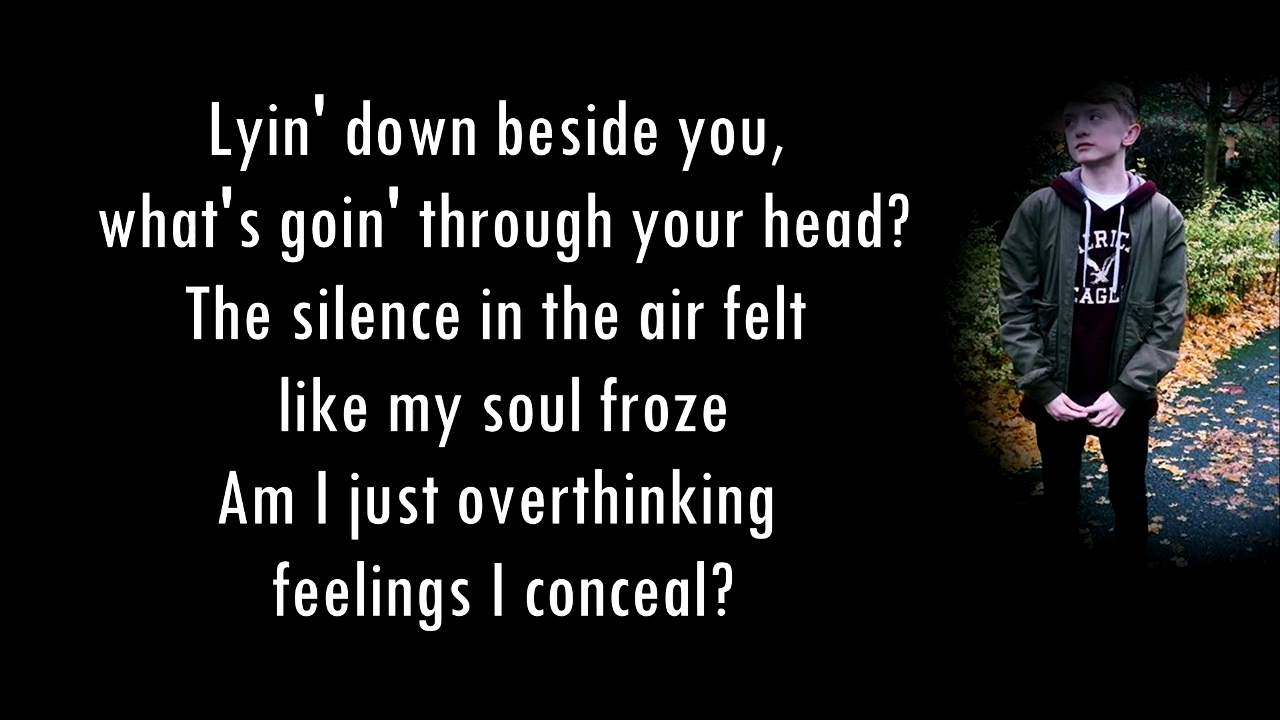 Lyin' down beside you,
what's goin' through your head?
The silence in the air felt
like my soul froze
Am I just overthinking
feelings I conceal?